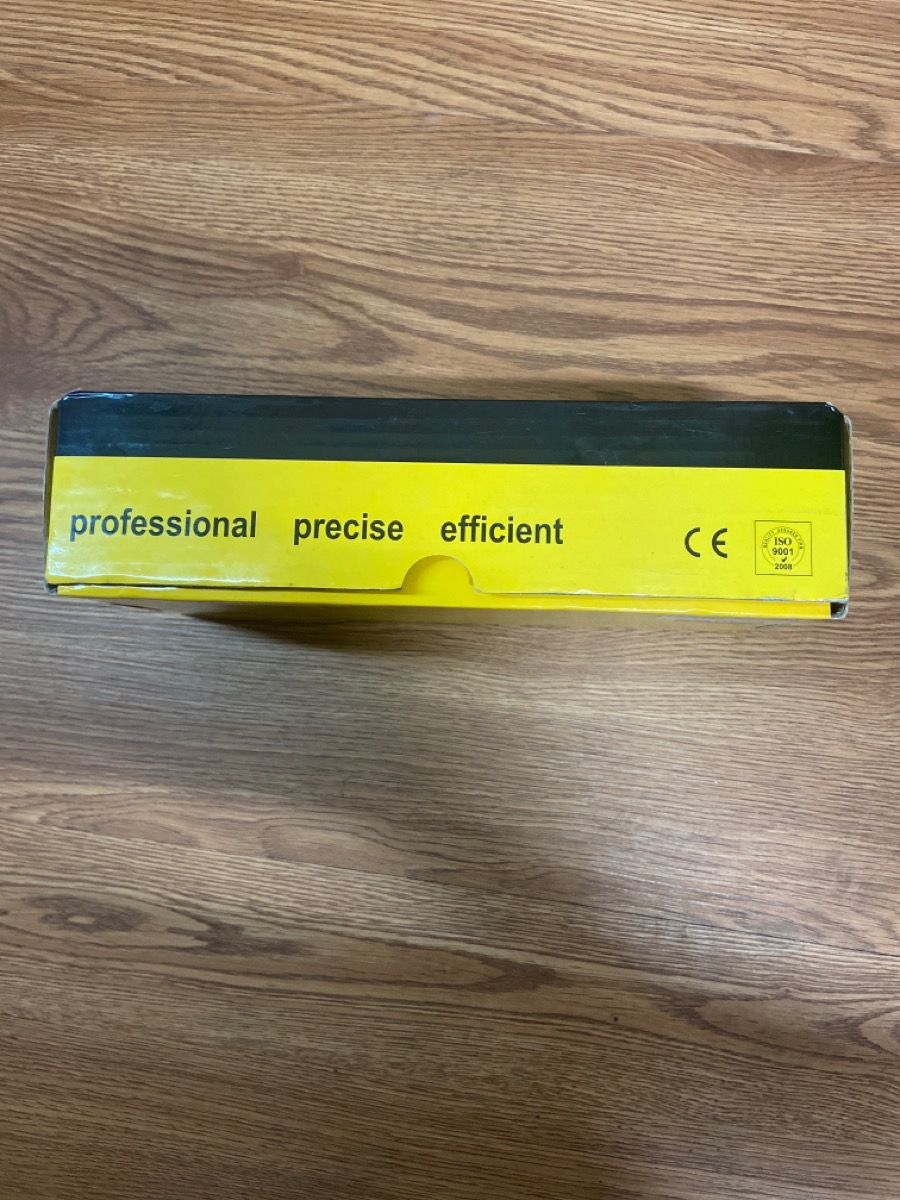 professional precise efficient
CE
ISO
9001
2008